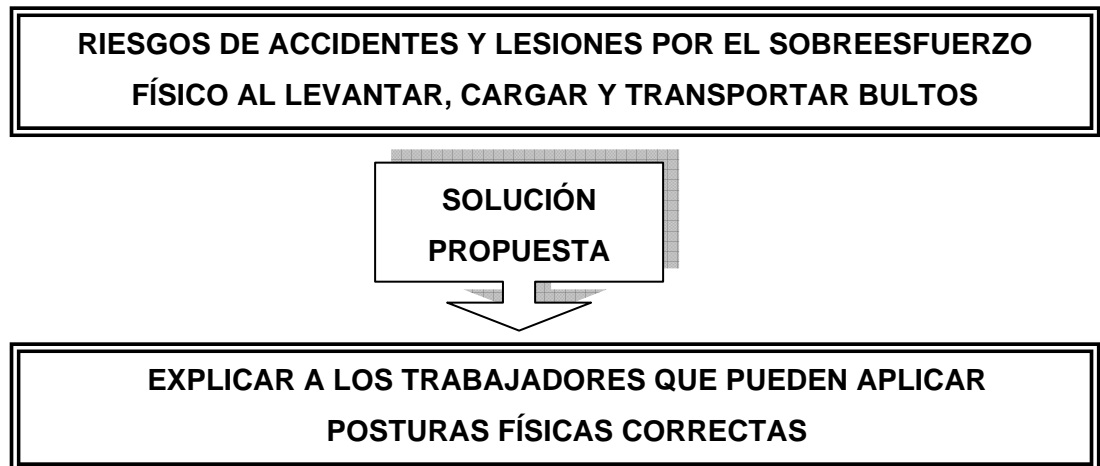 RIESGOS DE ACCIDENTES Y LESIONES POR EL SOBREESFUERZO
FÍSICO AL LEVANTAR, CARGAR Y TRANSPORTAR BULTOS
SOLUCIÓN
PROPUESTA
EXPLICAR A LOS TRABAJADORES QUE PUEDEN APLICAR
POSTURAS FÍSICAS CORRECTAS